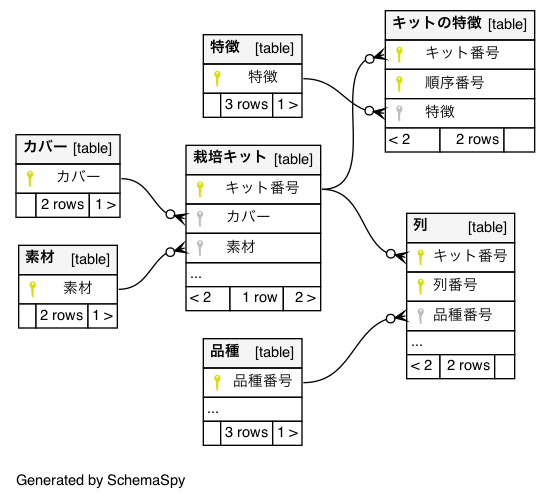 キットの特徴 [table]
キット番号
順序番号
特徴
< 2 2 rows
特徴 [table]
特徴
3 rows 1 >
カバー [table]
カバー
2 rows 1 >
栽培キット [table]
キット番号
カバー
素材
...
< 2 1 row 2 >
素材 [table]
素材
2 rows 1 >
列 [table]
キット番号
列番号
品種番号
...
< 2 2 rows
品種 [table]
品種番号
...
3 rows 1 >
Generated by SchemaSpy